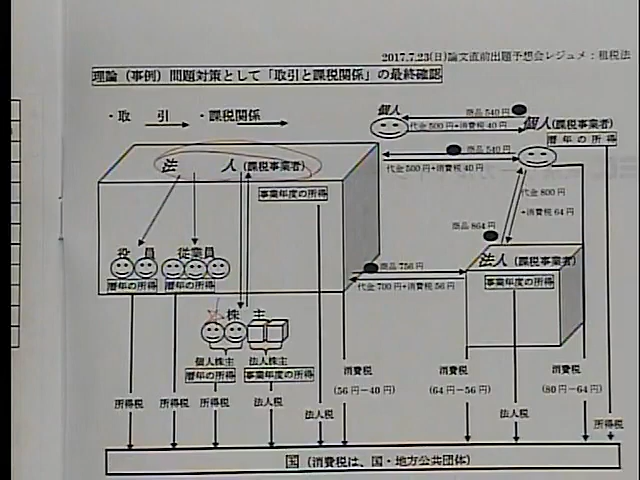 2017.7.23(日)論文直前出題予想会レジュメ：租税法
理論（事例）問題対策として「取引と課税関係」の最終確認
・取　引　・課税関係
個人
商品 540 円
代金 500 円+消費税 40 円
個人(課税事業者)
暦年の所得
商品 540 円
代金 500 円+消費税 40 円
法　　人（課税事業者）
事業年度の所得
代金 800 円
+消費税 64 円
商品 864 円
役　員　従業員
暦年の所得　暦年の所得
商品 756 円
代金 700 円+消費税 56 円
法人（課税事業者）
事業年度の所得
株　主
個人株主　法人株主
暦年の所得　事業年度の所得
消費税　消費税　消費税
(56 円－40 円)　(64 円－56 円)　(80 円－64 円)
所得税　所得税　所得税　法人税　法人税　法人税　所得税
国（消費税は、国・地方公共団体）